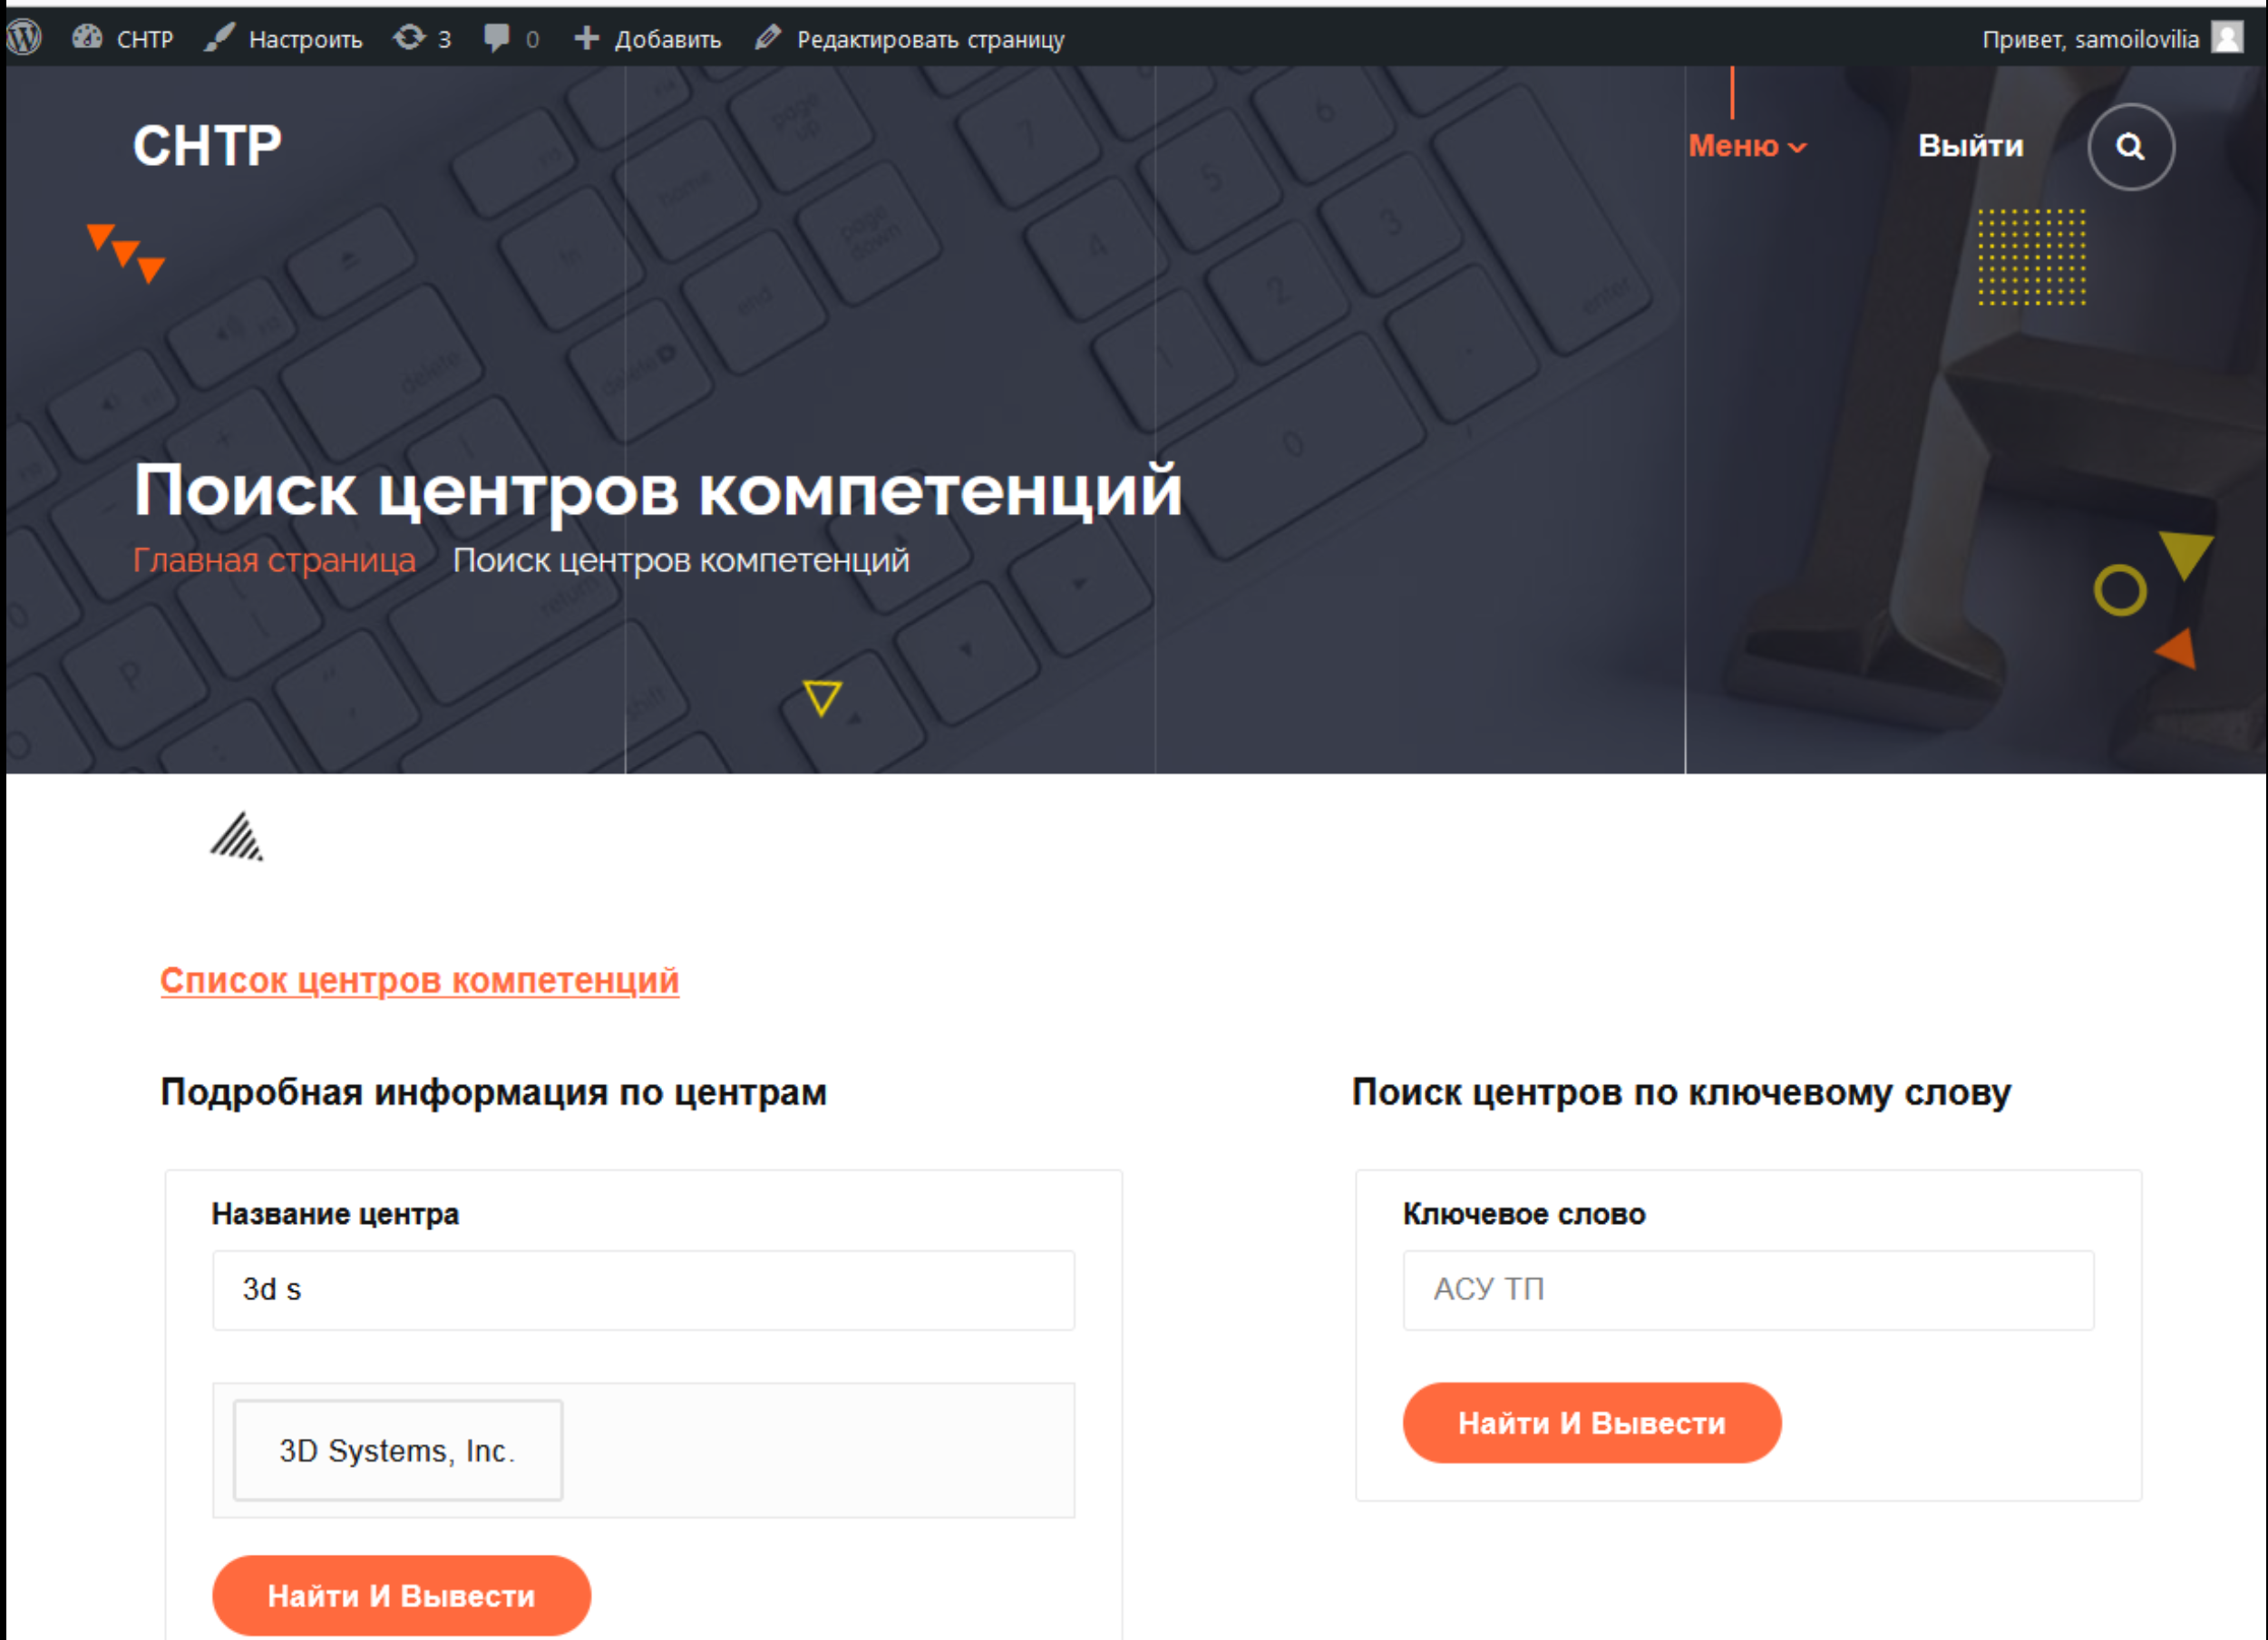 СНТР
Настроить
3
0
Добавить
Редактировать страницу
Привет, samoilovilia
СНТР
Меню
Выйти
Поиск центров компетенций
Главная страница
Поиск центров компетенций
Список центров компетенций
Подробная информация по центрам
Название центра
3d s
3D Systems, Inc.
Найти И Вывести
Поиск центров по ключевому слову
Ключевое слово
АСУ ТП
Найти И Вывести